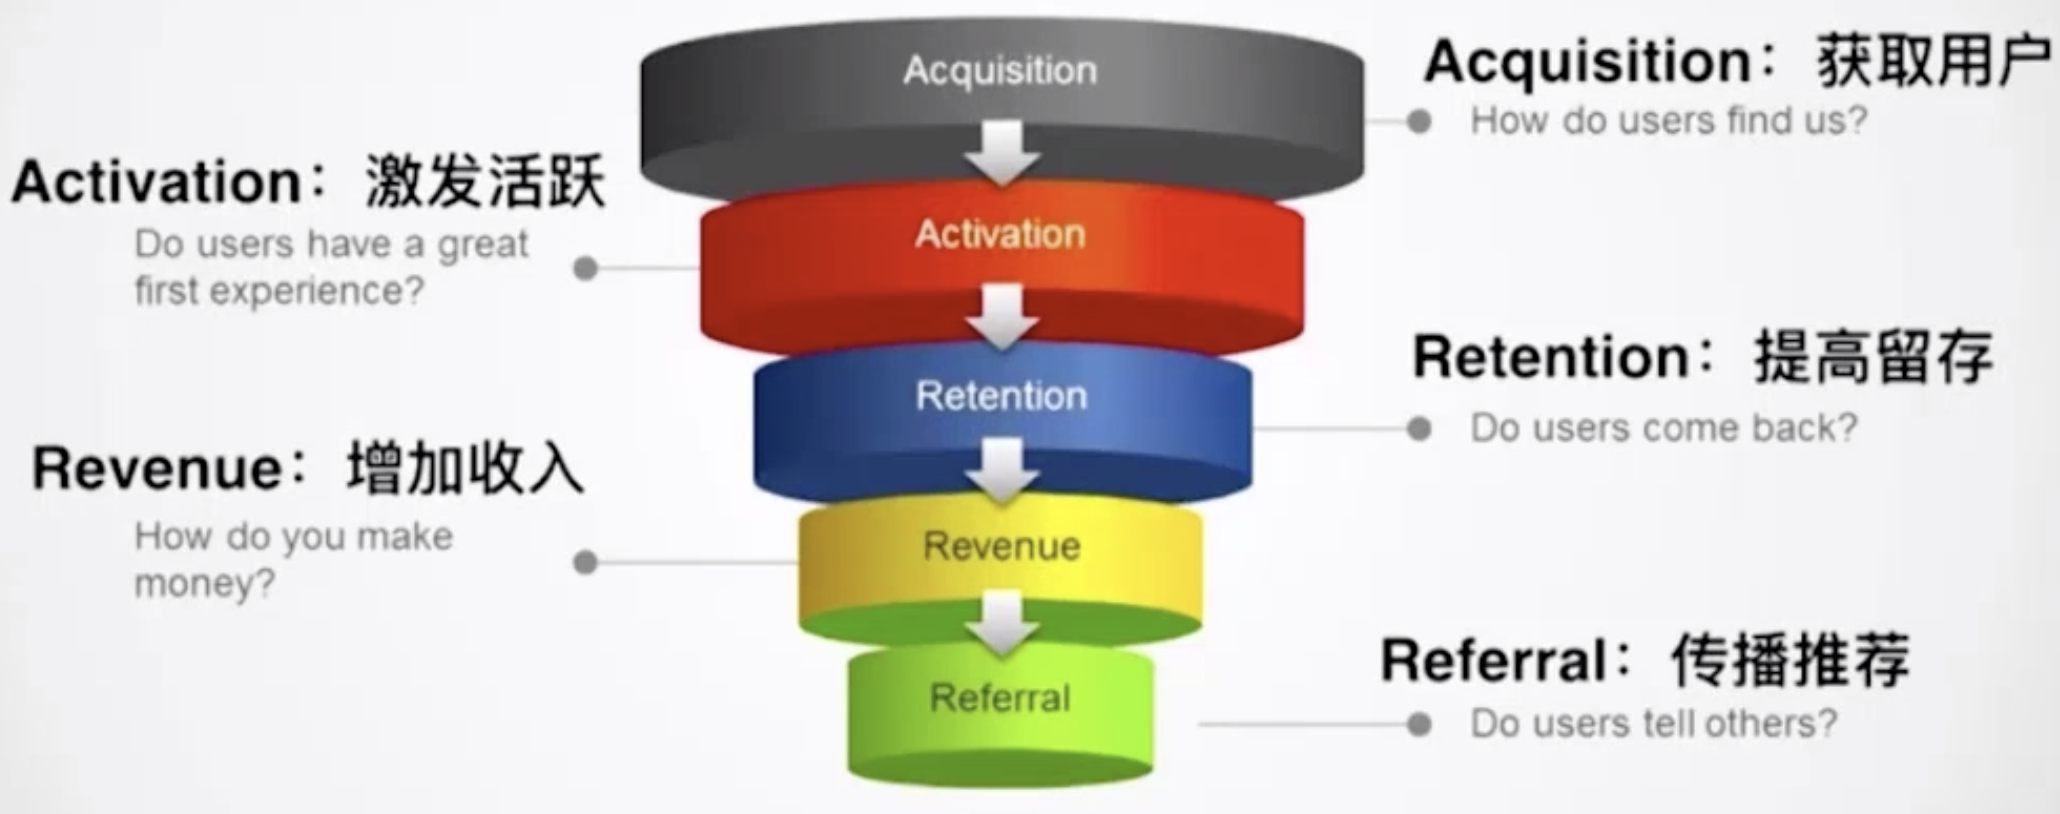 Acquisition
Acquisition：获取用户
How do users find us?
Activation：激发活跃
Do users have a great
first experience?
Activation
Retention：提高留存
Retention
Do users come back?
Revenue：增加收入
How do you make
money?
Revenue
Referral：传播推荐
Referral
Do users tell others?